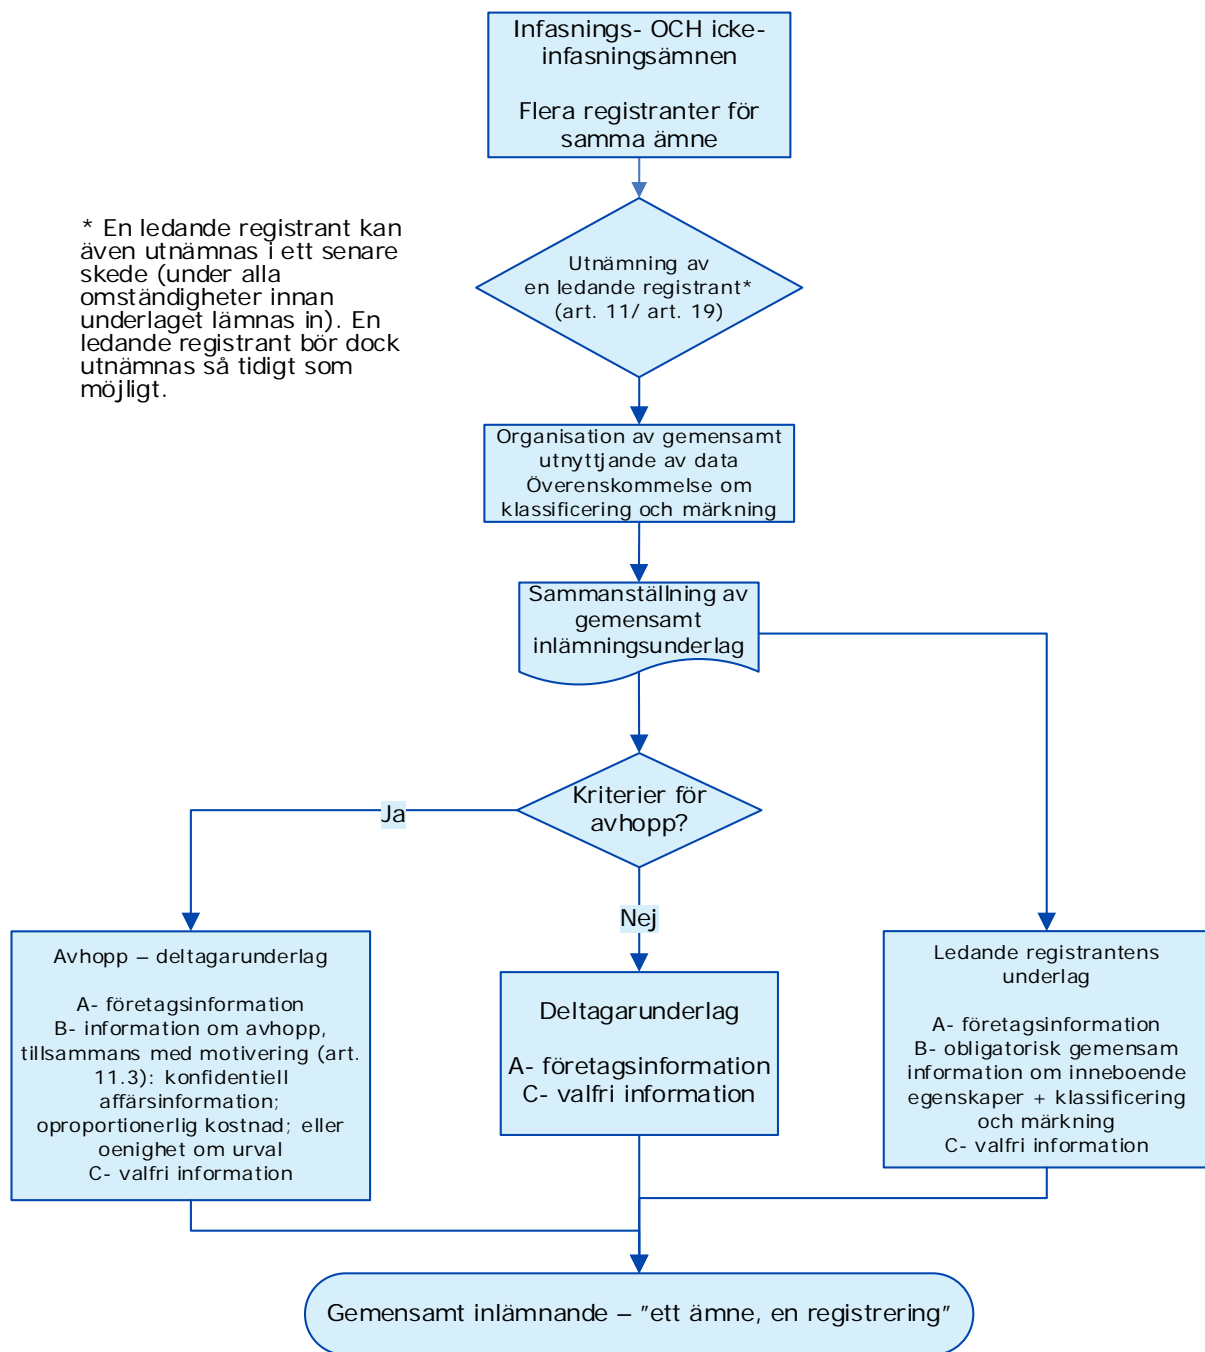 Infasnings- OCH icke-
infasningsämnen
Flera registranter för
samma ämne
* En ledande registrant kan
även utnämnas i ett senare
skede (under alla
omständigheter innan
underlaget lämnas in). En
ledande registrant bör dock
utnämnas så tidigt som
möjligt.
Utnämning av
en ledande registrant*
(art. 11/ art. 19)
Organisation av gemensamt
utnyttjande av data
Överenskommelse om
klassificering och märkning
Sammanställning av
gemensamt
inlämningsunderlag
Kriterier för
avhopp?
Ja
Nej
Avhopp – deltagarunderlag
A- företagsinformation
B- information om avhopp,
tillsammans med motivering (art.
11.3): konfidentiell
affärsinformation;
oproportionerlig kostnad; eller
oenighet om urval
C- valfri information
Deltagarunderlag
A- företagsinformation
C- valfri information
Ledande registrantens
underlag
A- företagsinformation
B- obligatorisk gemensam
information om inneboende
egenskaper + klassificering
och märkning
C- valfri information
Gemensamt inlämnande – "ett ämne, en registrering"